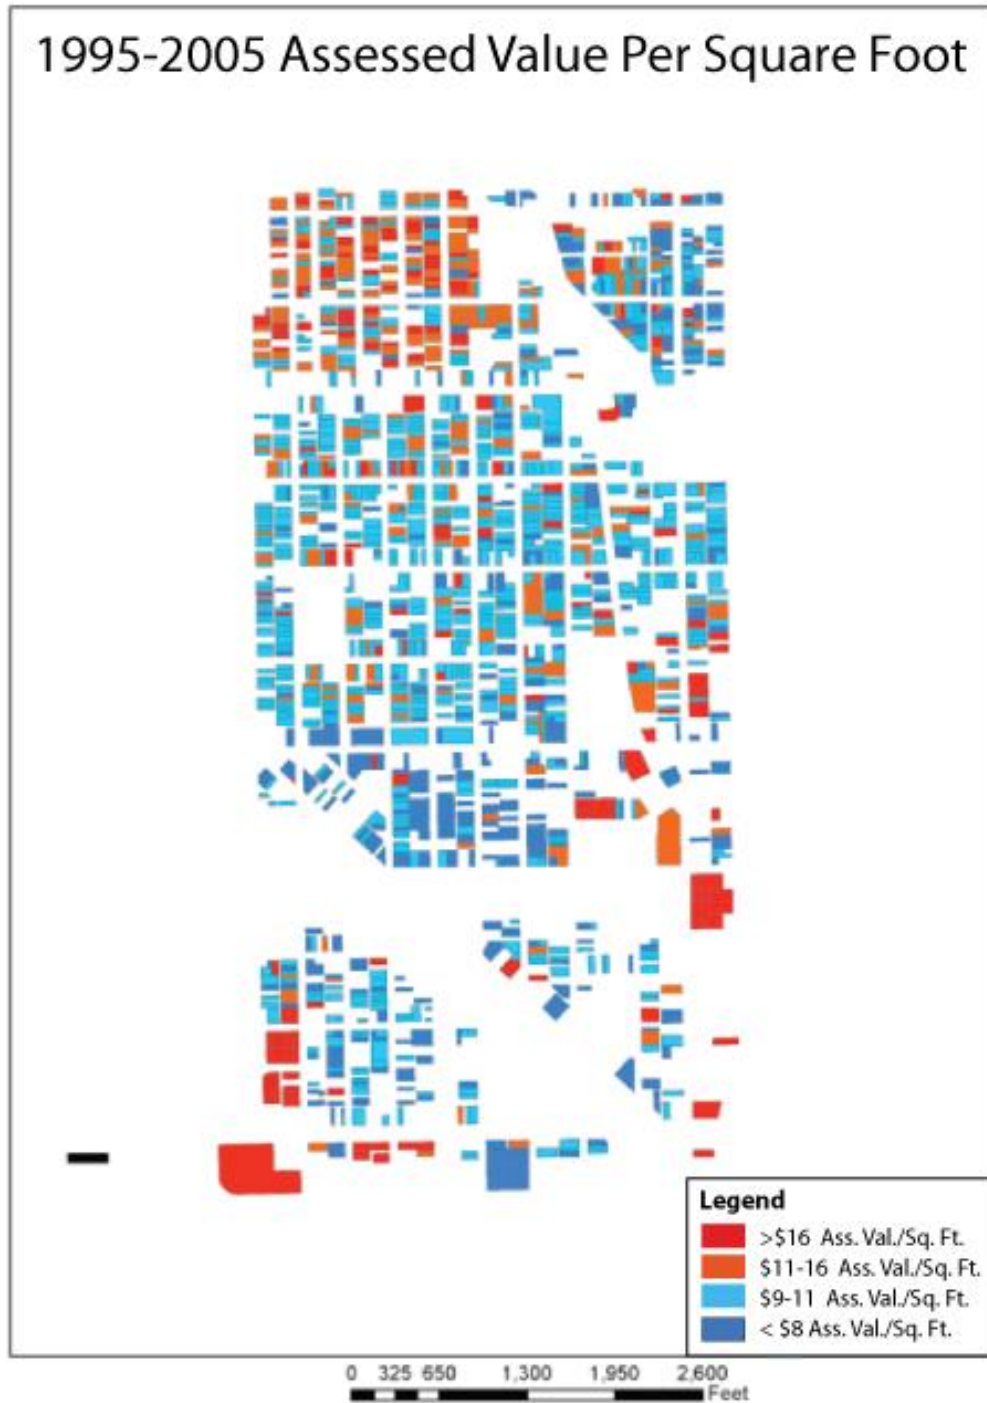 1995-2005 Assessed Value Per Square Foot
Legend
>$16 Ass. Val./Sq. Ft.
$11-16 Ass. Val./Sq. Ft.
$9-11 Ass. Val./Sq. Ft.
< $8 Ass. Val./Sq. Ft.
0 325 650 1,300 1,950 2,600
Feet